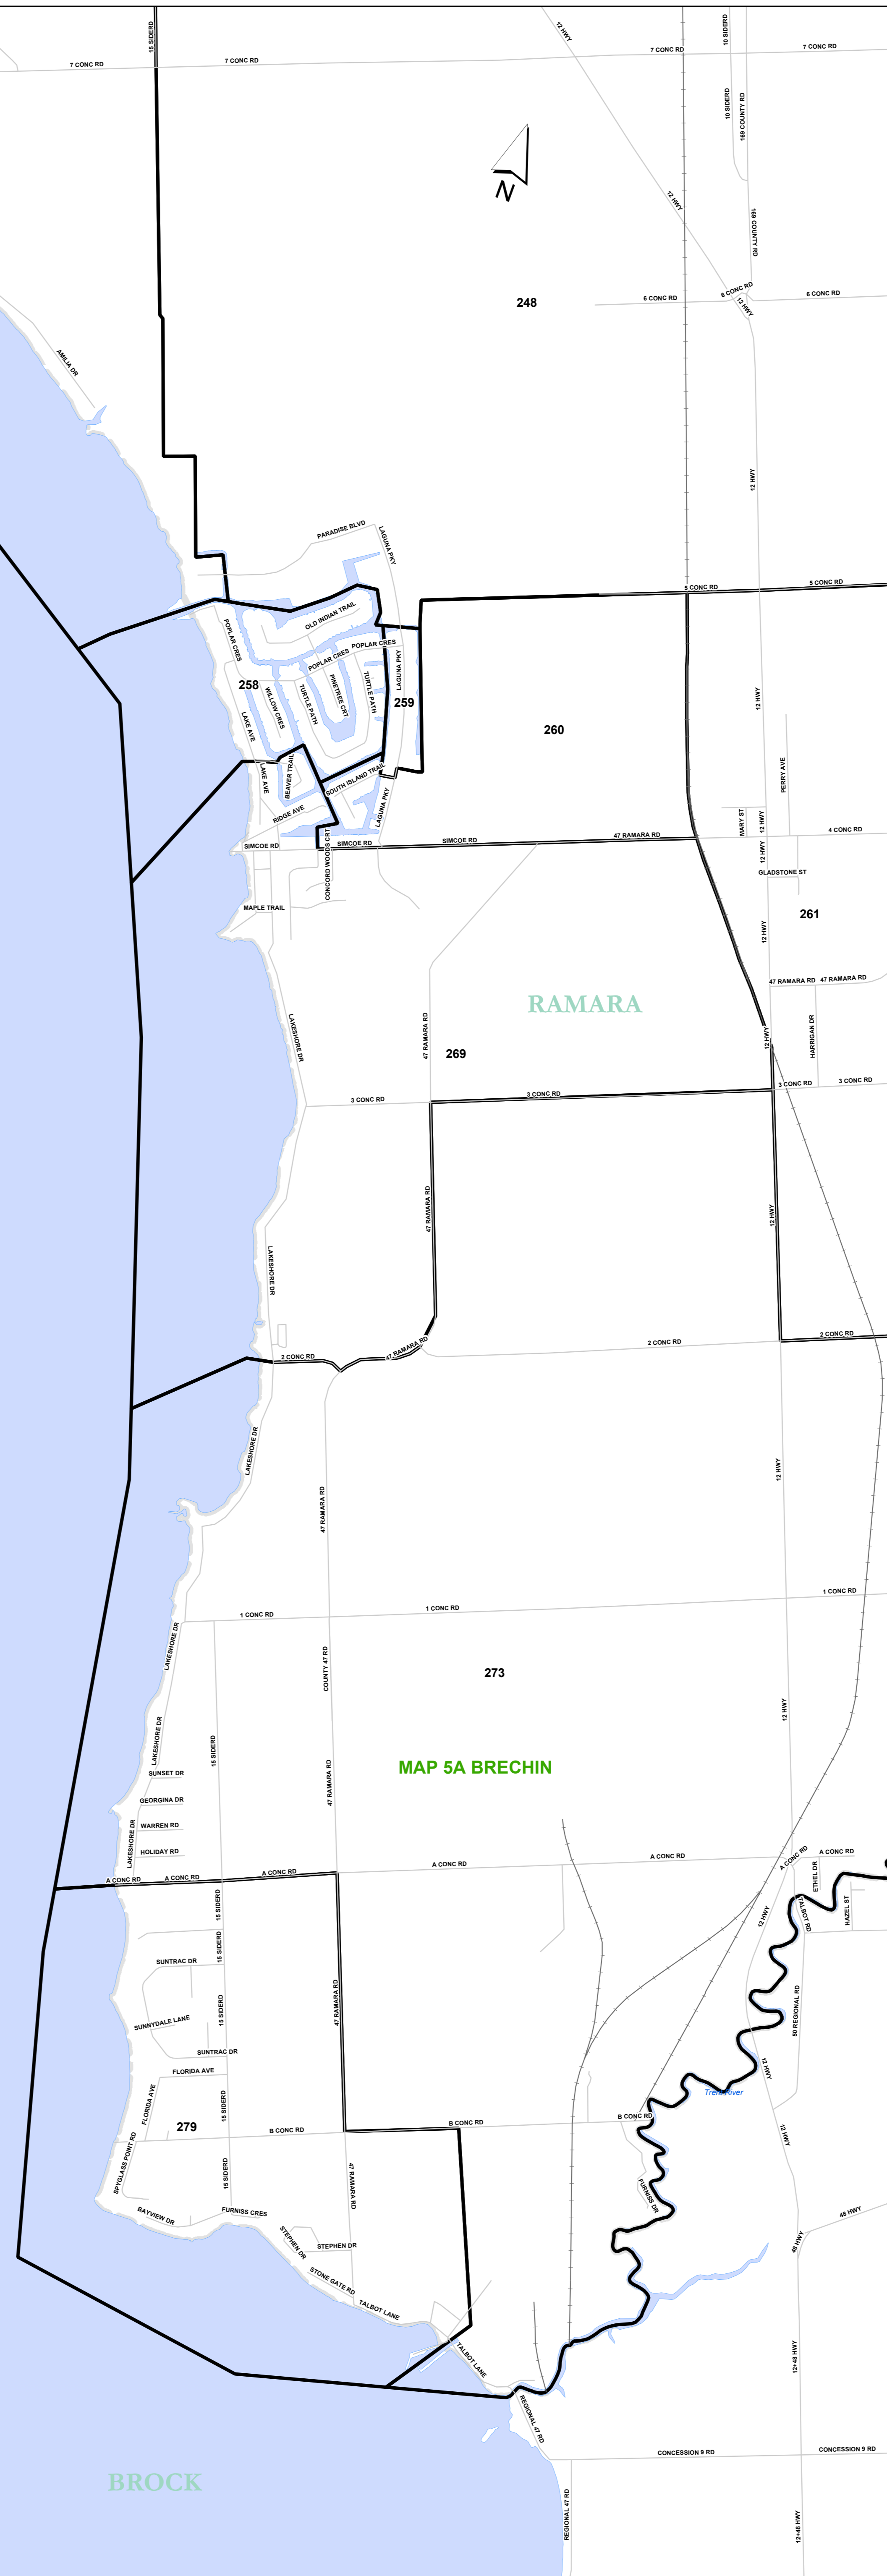 15 SIDERD
12 HWY
10 SIDERD
7 CONC RD
7 CONC RD
7 CONC RD
7 CONC RD
10 SIDERD
169 COUNTY RD
N
12 HWY
169 COUNTY RD
248
6 CONC RD
6 CONC RD
6 CONC RD
12 HWY
AMILIA DR
12 HWY
PARADISE BLVD
LAGUNA PKY
5 CONC RD
5 CONC RD
OLD INDIAN TRAIL
POPLAR CRES
POPLAR CRES
POPLAR CRES
LAGUNA PKY
258
WILLOW CRES
TURTLE PATH
PINETREE CRT
TURTLE PATH
259
12 HWY
LAKE AVE
260
LAKE AVE
BEAVER TRAIL
SOUTH ISLAND TRAIL
PERRY AVE
RIDGE AVE
LAGUNA PKY
MARY ST
12 HWY
4 CONC RD
SIMCOE RD
SIMCOE RD
SIMCOE RD
47 RAMARA RD
12 HWY
CONCORD WOODS CRT
GLADSTONE ST
MAPLE TRAIL
261
12 HWY
47 RAMARA RD
47 RAMARA RD
RAMARA
LAKESHORE DR
47 RAMARA RD
12 HWY
HARRIGAN DR
269
3 CONC RD
3 CONC RD
3 CONC RD
3 CONC RD
47 RAMARA RD
12 HWY
LAKESHORE DR
2 CONC RD
47 RAMARA RD
2 CONC RD
2 CONC RD
LAKESHORE DR
12 HWY
47 RAMARA RD
1 CONC RD
1 CONC RD
1 CONC RD
LAKESHORE DR
COUNTY 47 RD
273
12 HWY
LAKESHORE DR
15 SIDERD
MAP 5A BRECHIN
SUNSET DR
47 RAMARA RD
GEORGINA DR
WARREN RD
LAKESHORE DR
HOLIDAY RD
A CONC RD
A CONC RD
A CONC RD
A CONC RD
A CONC RD
A CONC RD
A CONC RD
ETHEL DR
15 SIDERD
12 HWY
TALBOT RD
HAZEL ST
15 SIDERD
SUNTRAC DR
47 RAMARA RD
15 SIDERD
50 REGIONAL RD
SUNNYDALE LANE
SUNTRAC DR
FLORIDA AVE
12 HWY
Trent River
FLORIDA AVE
15 SIDERD
279
B CONC RD
B CONC RD
B CONC RD
12 HWY
SPYGLASS POINT RD
15 SIDERD
47 RAMARA RD
FURNISS DR
BAYVIEW DR
FURNISS CRES
48 HWY
48 HWY
STEPHEN DR
STEPHEN DR
STONE GATE RD
TALBOT LANE
TALBOT LANE
12+48 HWY
REGIONAL 47 RD
CONCESSION 9 RD
CONCESSION 9 RD
BROCK
REGIONAL 47 RD
12+48 HWY